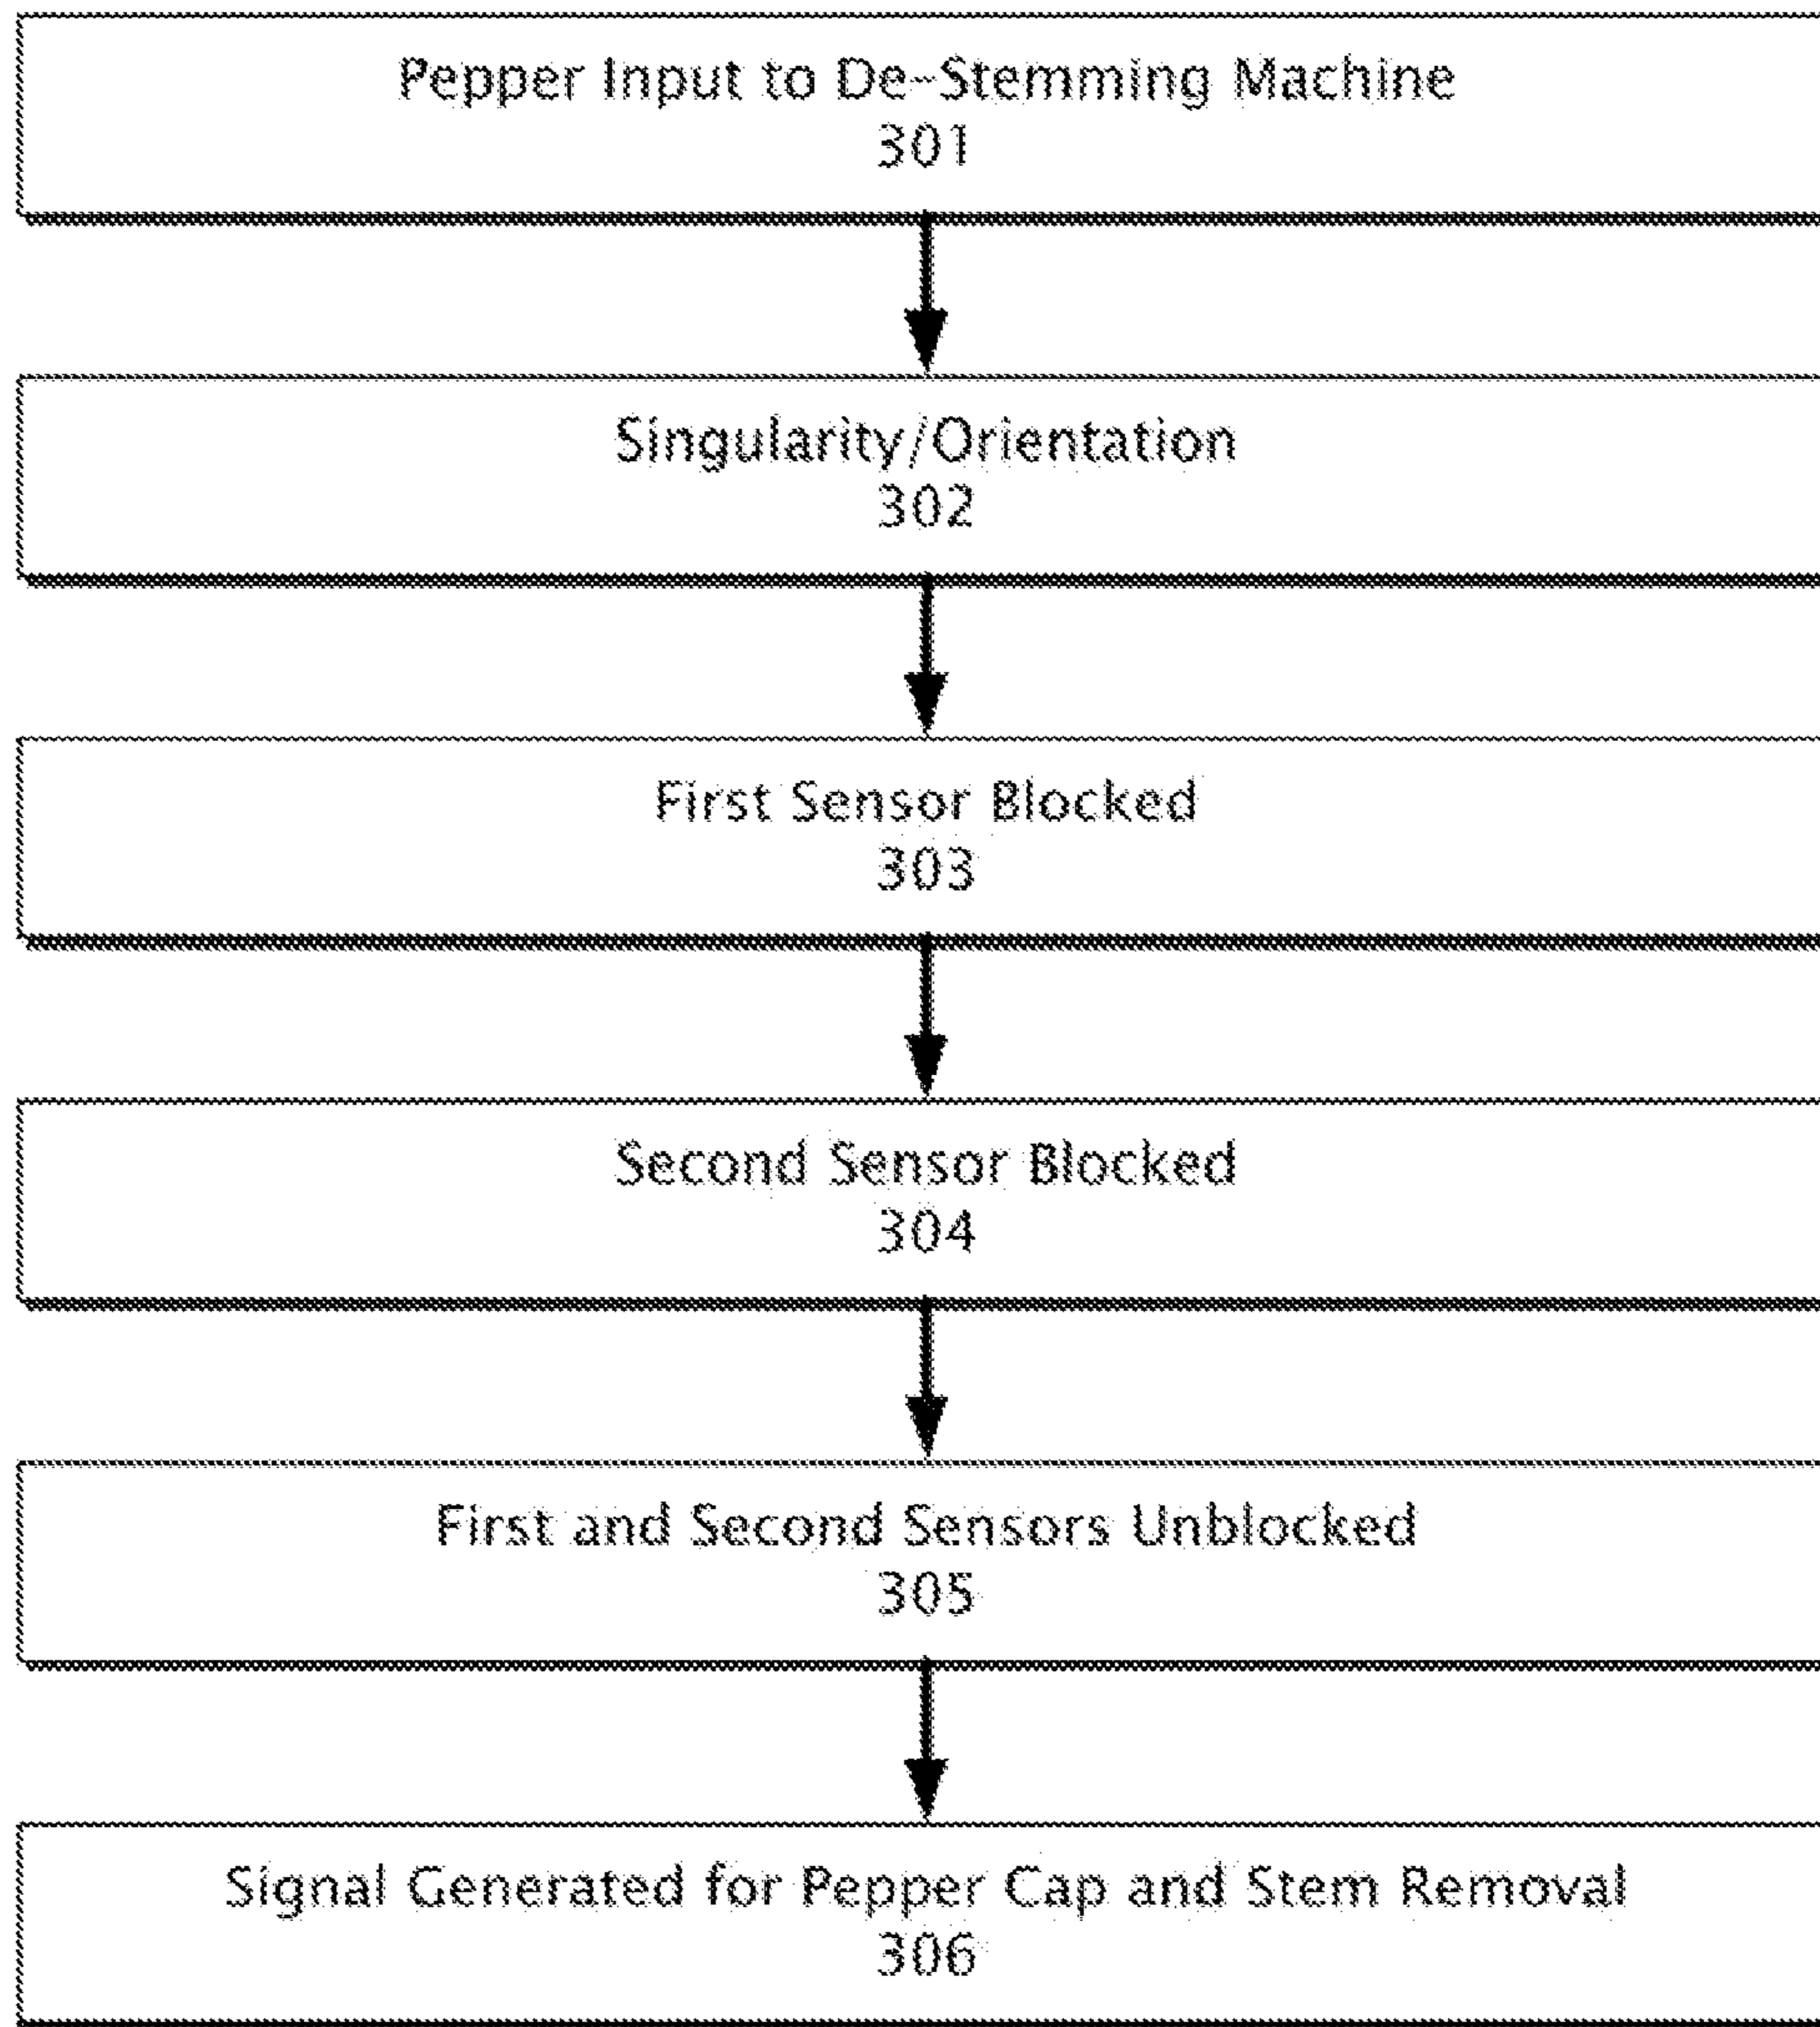 Pepper Input to De-Stemming Machine
301
Singularity/Orientation
302
First Sensor Blocked
303
Second Sensor Blocked
304
First and Second Sensors Unblocked
305
Signal Generated for Pepper Cap and Stem Removal
306